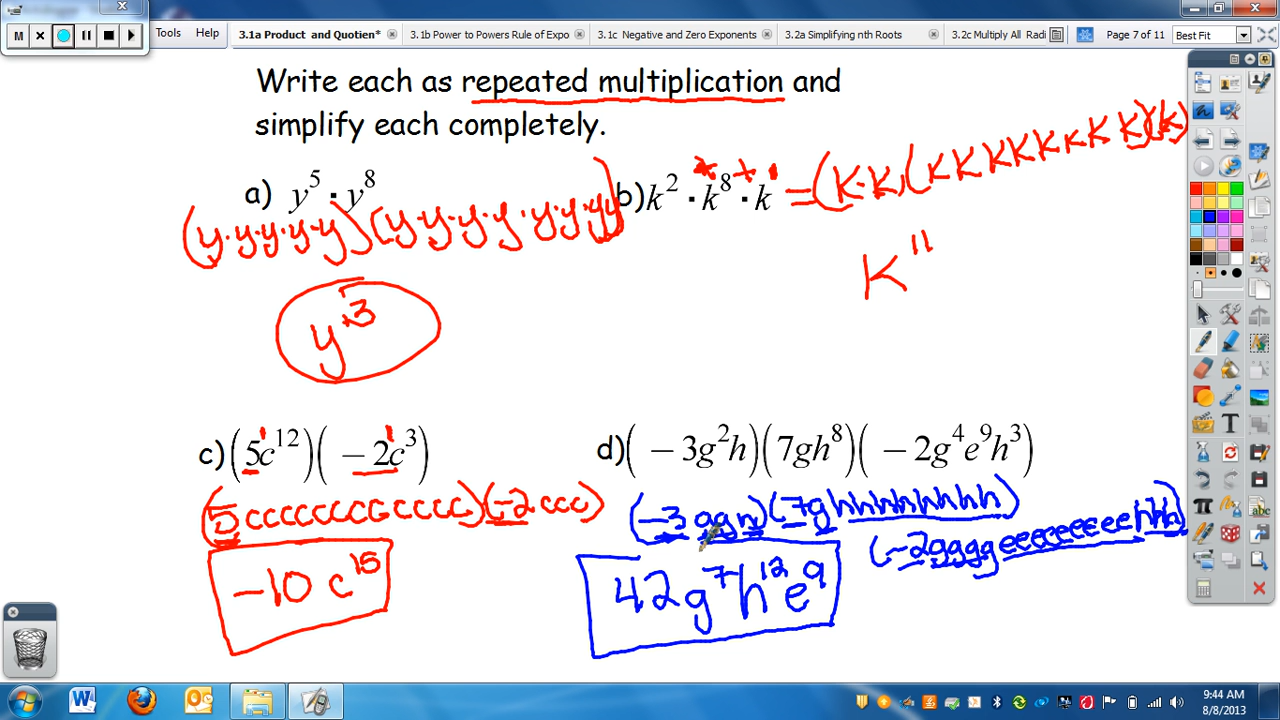 M
Tools Help
3.1a Product and Quotien*
3.1b Power to Powers Rule of Expo
3.1c Negative and Zero Exponents
3.2a Simplifying nth Roots
3.2c Multiply All Radi
Page 7 of 11
Best Fit
Write each as repeated multiplication and
simplify each completely.
a) y⁵ · y⁸
b) k² · k⁸ · k = (k·k)(k k k k k k k k)(k)
(y·y·y·y·y)(y·y·y·y·y·y·y·y)
k¹¹
y¹³
c) (5c¹²)(−2c³)
d) (−3g²h)(7gh⁸)(−2g⁴e⁹h³)
(5cccccccccccc)(−2ccc)
(−3ggh)(7ghhhhhhhh)
(−2ggggeeeeeeeeehhh)
−10c¹⁵
42g⁷h¹²e⁹
9:44 AM
8/8/2013